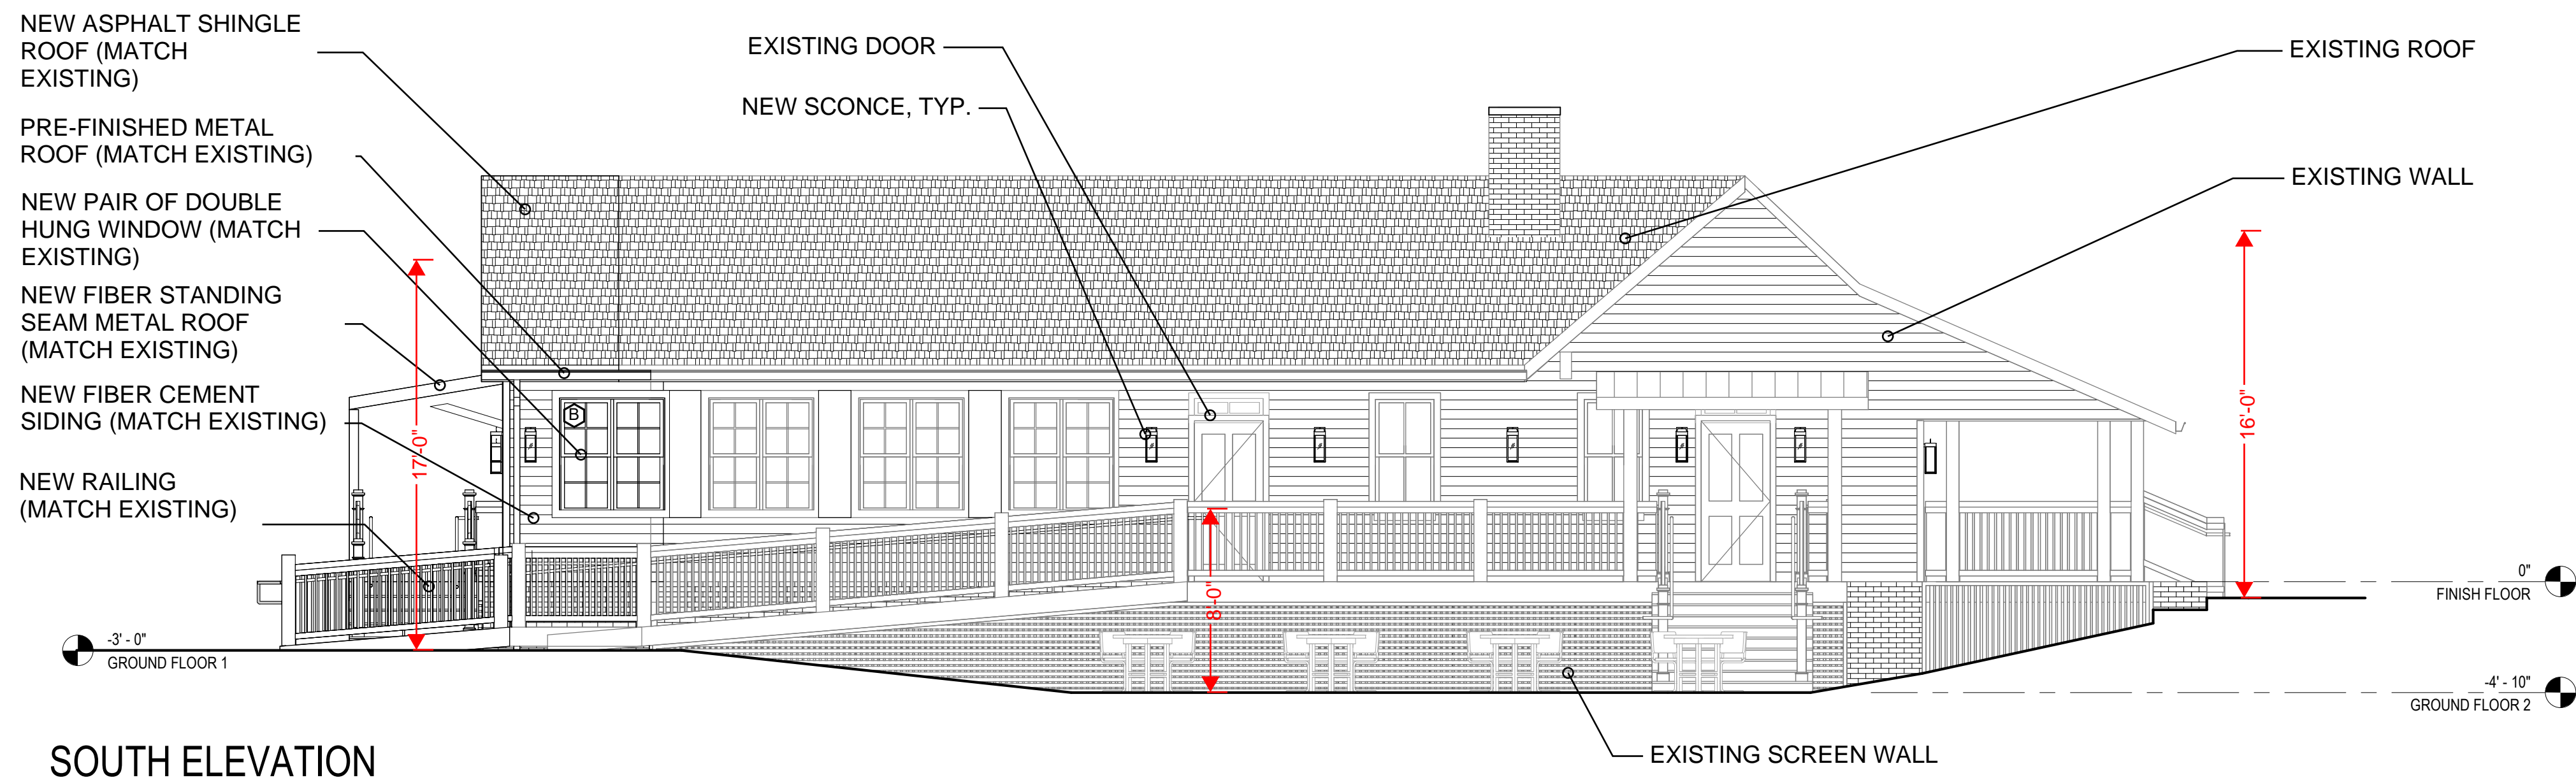 NEW ASPHALT SHINGLE
ROOF (MATCH
EXISTING)
PRE-FINISHED METAL
ROOF (MATCH EXISTING)
NEW PAIR OF DOUBLE
HUNG WINDOW (MATCH
EXISTING)
NEW FIBER STANDING
SEAM METAL ROOF
(MATCH EXISTING)
NEW FIBER CEMENT
SIDING (MATCH EXISTING)
NEW RAILING
(MATCH EXISTING)
EXISTING DOOR
NEW SCONCE, TYP.
EXISTING ROOF
EXISTING WALL
B
17'-0"
8'-0"
16'-0"
0"
FINISH FLOOR
-3' - 0"
GROUND FLOOR 1
-4' - 10"
GROUND FLOOR 2
EXISTING SCREEN WALL
SOUTH ELEVATION